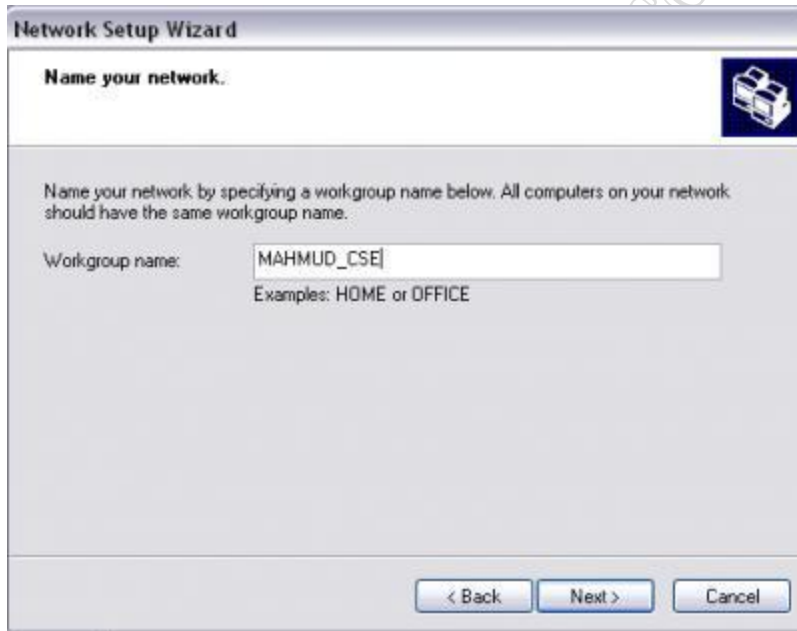 Network Setup Wizard
Name your network.
Name your network by specifying a workgroup name below. All computers on your network
should have the same workgroup name.
Workgroup name: MAHMUD_CSE
Examples: HOME or OFFICE
< Back Next > Cancel